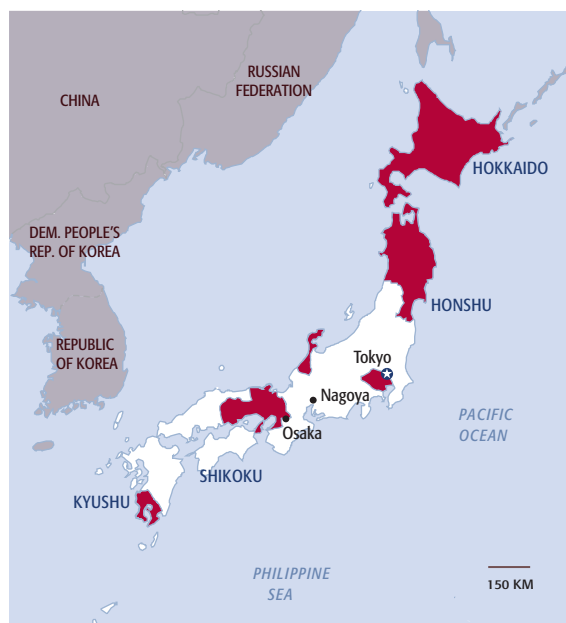 RUSSIAN
FEDERATION
CHINA
HOKKAIDO
DEM. PEOPLE'S
REP. OF KOREA
HONSHU
REPUBLIC
OF KOREA
Tokyo
Nagoya
PACIFIC
OCEAN
Osaka
SHIKOKU
KYUSHU
PHILIPPINE
SEA
150 KM